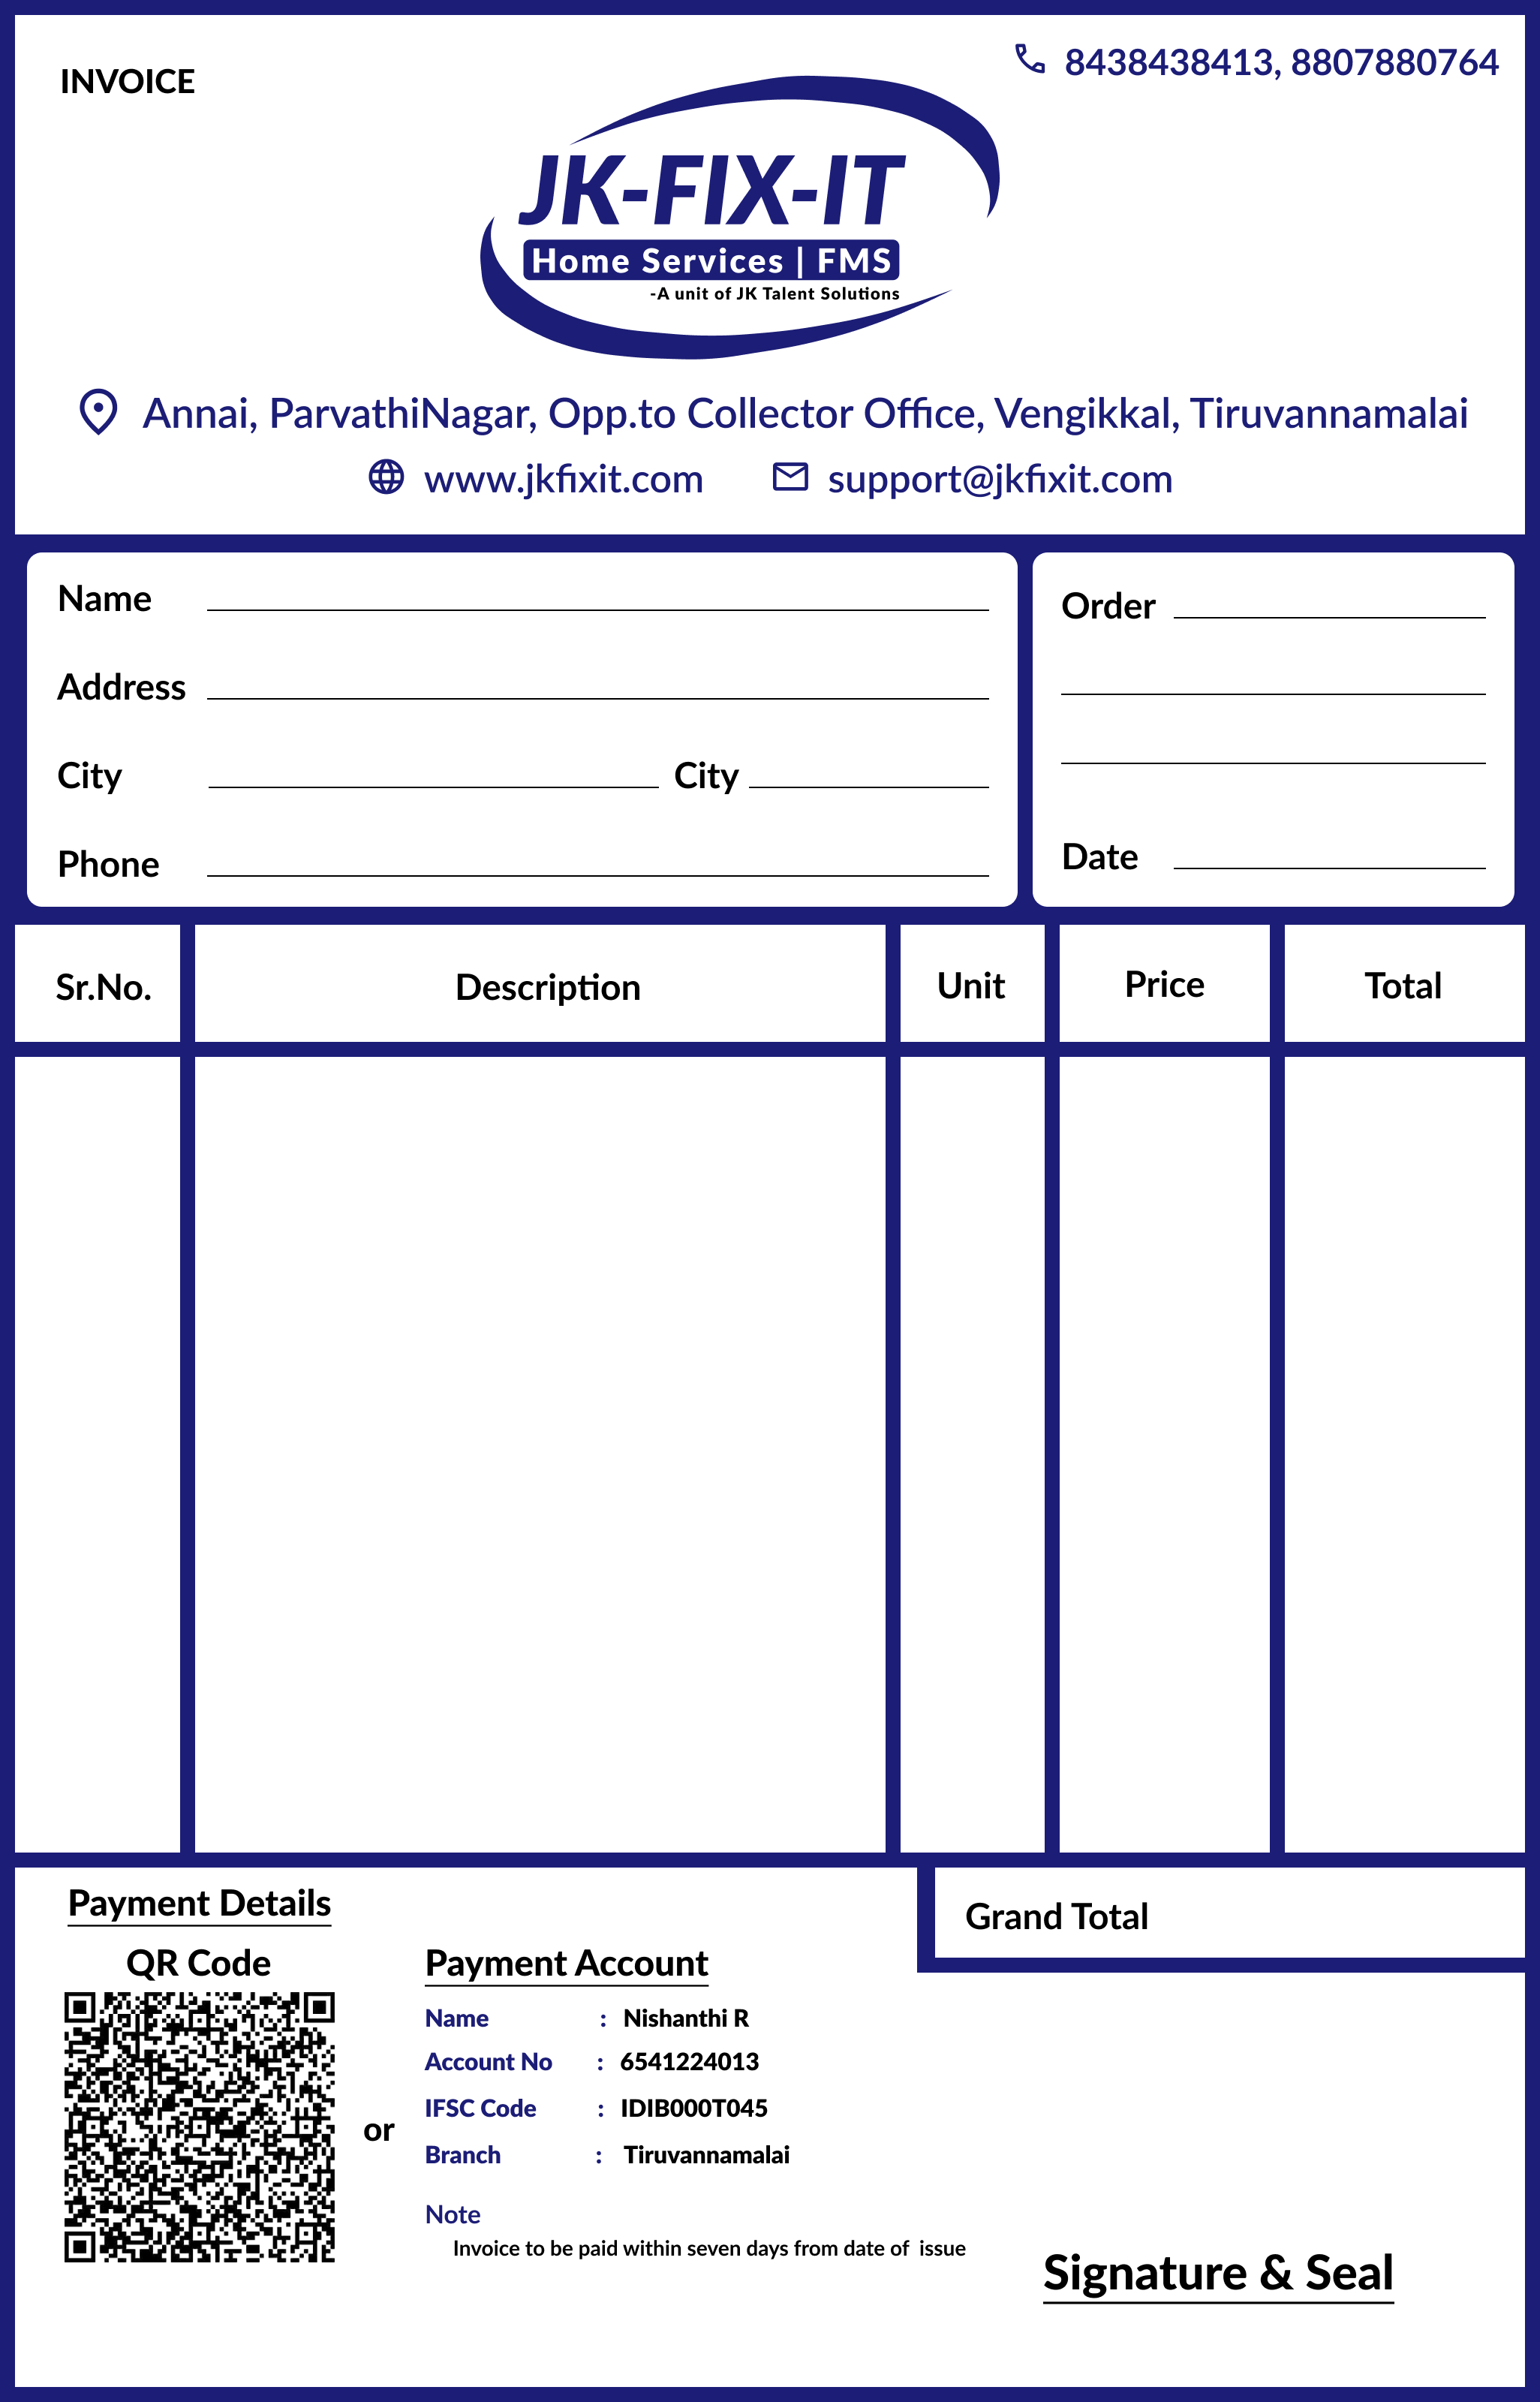 INVOICE
8438438413, 8807880764
JK-FIX-IT
Home Services | FMS
-A unit of JK Talent Solutions
Annai, ParvathiNagar, Opp.to Collector Office, Vengikkal, Tiruvannamalai
www.jkfixit.com support@jkfixit.com
Name
Address
City City
Phone
Order
Date
Sr.No. Description Unit Price Total
Grand Total
Payment Details
QR Code
or
Payment Account
Name : Nishanthi R
Account No : 6541224013
IFSC Code : IDIB000T045
Branch : Tiruvannamalai
Note
Invoice to be paid within seven days from date of issue
Signature & Seal